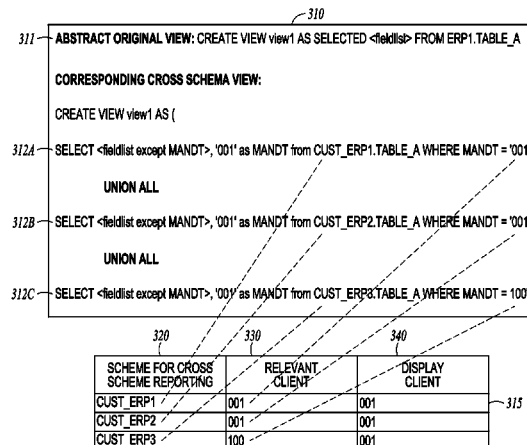 310
311 ABSTRACT ORIGINAL VIEW: CREATE VIEW view1 AS SELECTED <fieldlist> FROM ERP1.TABLE_A
CORRESPONDING CROSS SCHEMA VIEW:
CREATE VIEW view1 AS (
312A SELECT <fieldlist except MANDT>, '001' as MANDT from CUST_ERP1.TABLE_A WHERE MANDT = '001'
UNION ALL
312B SELECT <fieldlist except MANDT>, '001' as MANDT from CUST_ERP2.TABLE_A WHERE MANDT = '001'
UNION ALL
312C SELECT <fieldlist except MANDT>, '001' as MANDT from CUST_ERP3.TABLE_A WHERE MANDT = 100'
320 330 340
SCHEME FOR CROSS RELEVANT DISPLAY
SCHEME REPORTING CLIENT CLIENT
CUST_ERP1 001 001 315
CUST_ERP2 001 001
CUST_ERP3 100 001